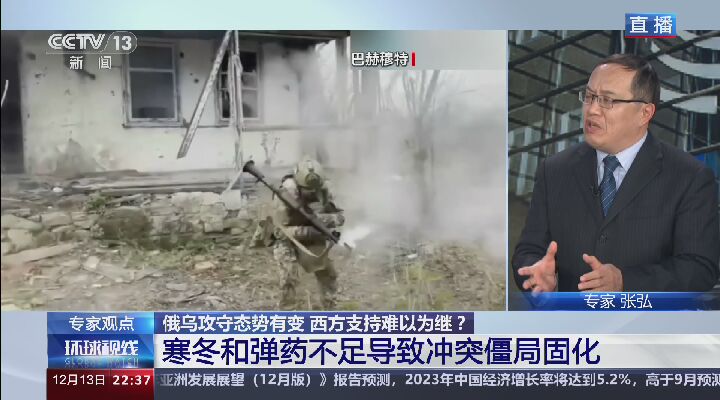 CCTV 13
新闻
巴赫穆特
直播
专家 张弘
专家观点
俄乌攻守态势有变 西方支持难以为继？
环球视线
寒冬和弹药不足导致冲突僵局固化
12月13日 22:37
亚洲发展展望（12月版）》报告预测，2023年中国经济增长率将达到5.2%，高于9月预测